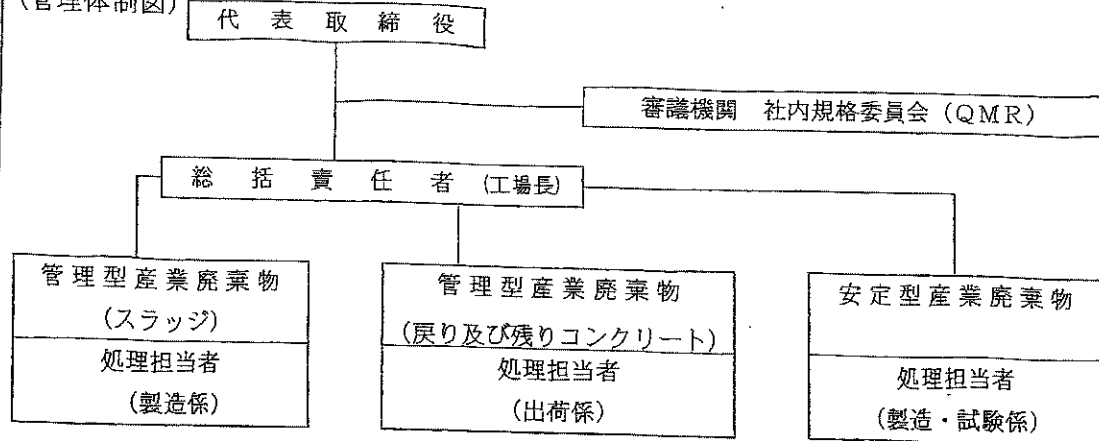 (管理体制図)
代表取締役
審議機関 社内規格委員会(QMR)
総括責任者(工場長)
管理型産業廃棄物
(スラッジ)
処理担当者
(製造係)
管理型産業廃棄物
(戻り及び残りコンクリート)
処理担当者
(出荷係)
安定型産業廃棄物
処理担当者
(製造・試験係)